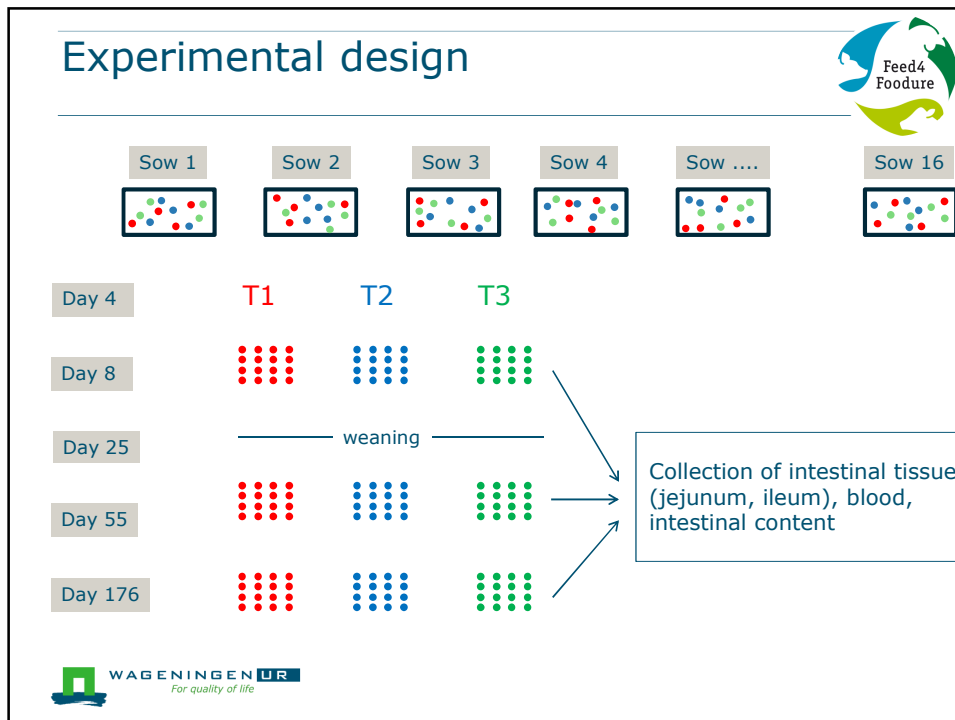 Experimental design
Feed4
Foodure
Sow 1
Sow 2
Sow 3
Sow 4
Sow ....
Sow 16
Day 4
T1
T2
T3
Day 8
Day 25
weaning
Day 55
Day 176
Collection of intestinal tissue
(jejunum, ileum), blood,
intestinal content
WAGENINGEN UR
For quality of life